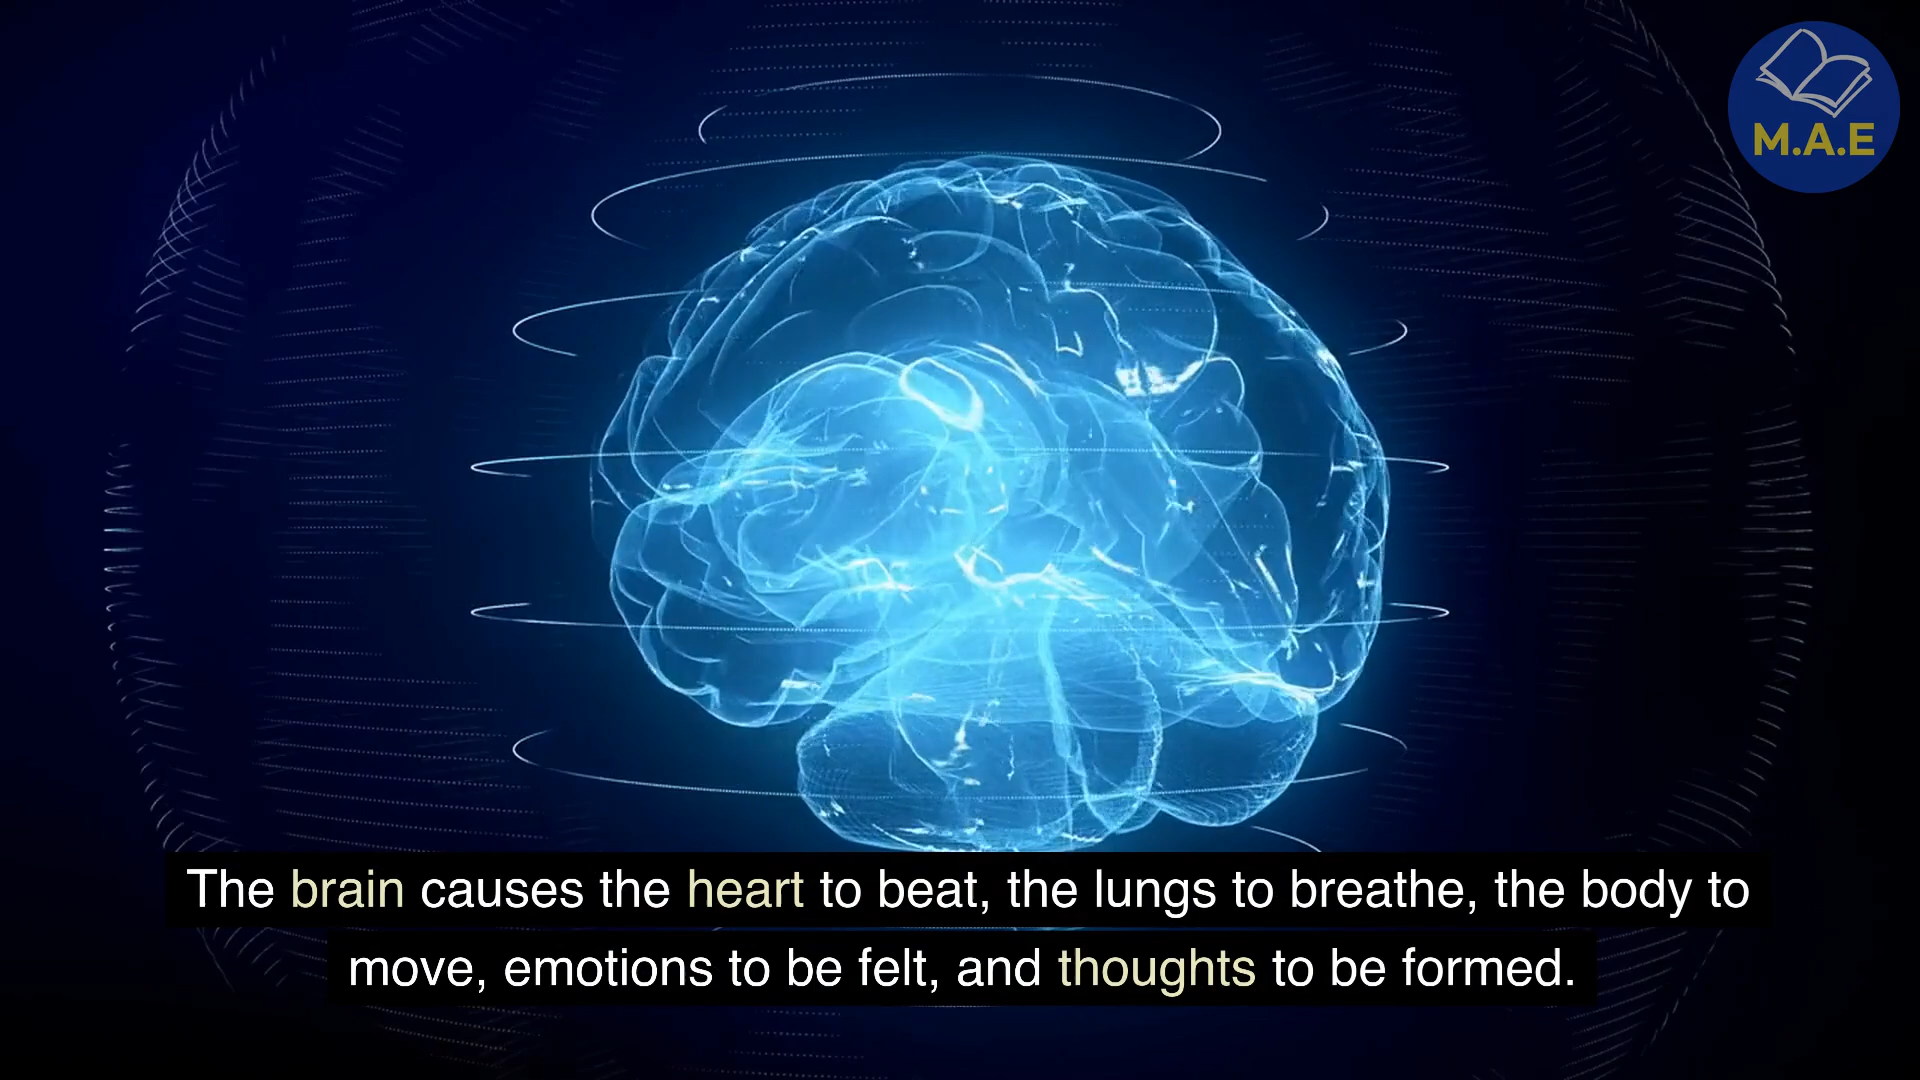 M.A.E
The brain causes the heart to beat, the lungs to breathe, the body to
move, emotions to be felt, and thoughts to be formed.